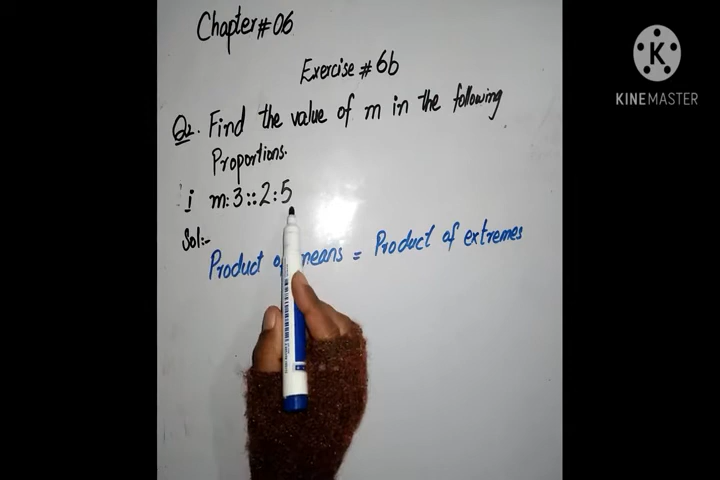 Chapter # 06
Exercise # 6b
Q2. Find the value of m in the following
Proportions.
i m:3::2:5
Sol:-
Product of means = Product of extremes
K
KINEMASTER